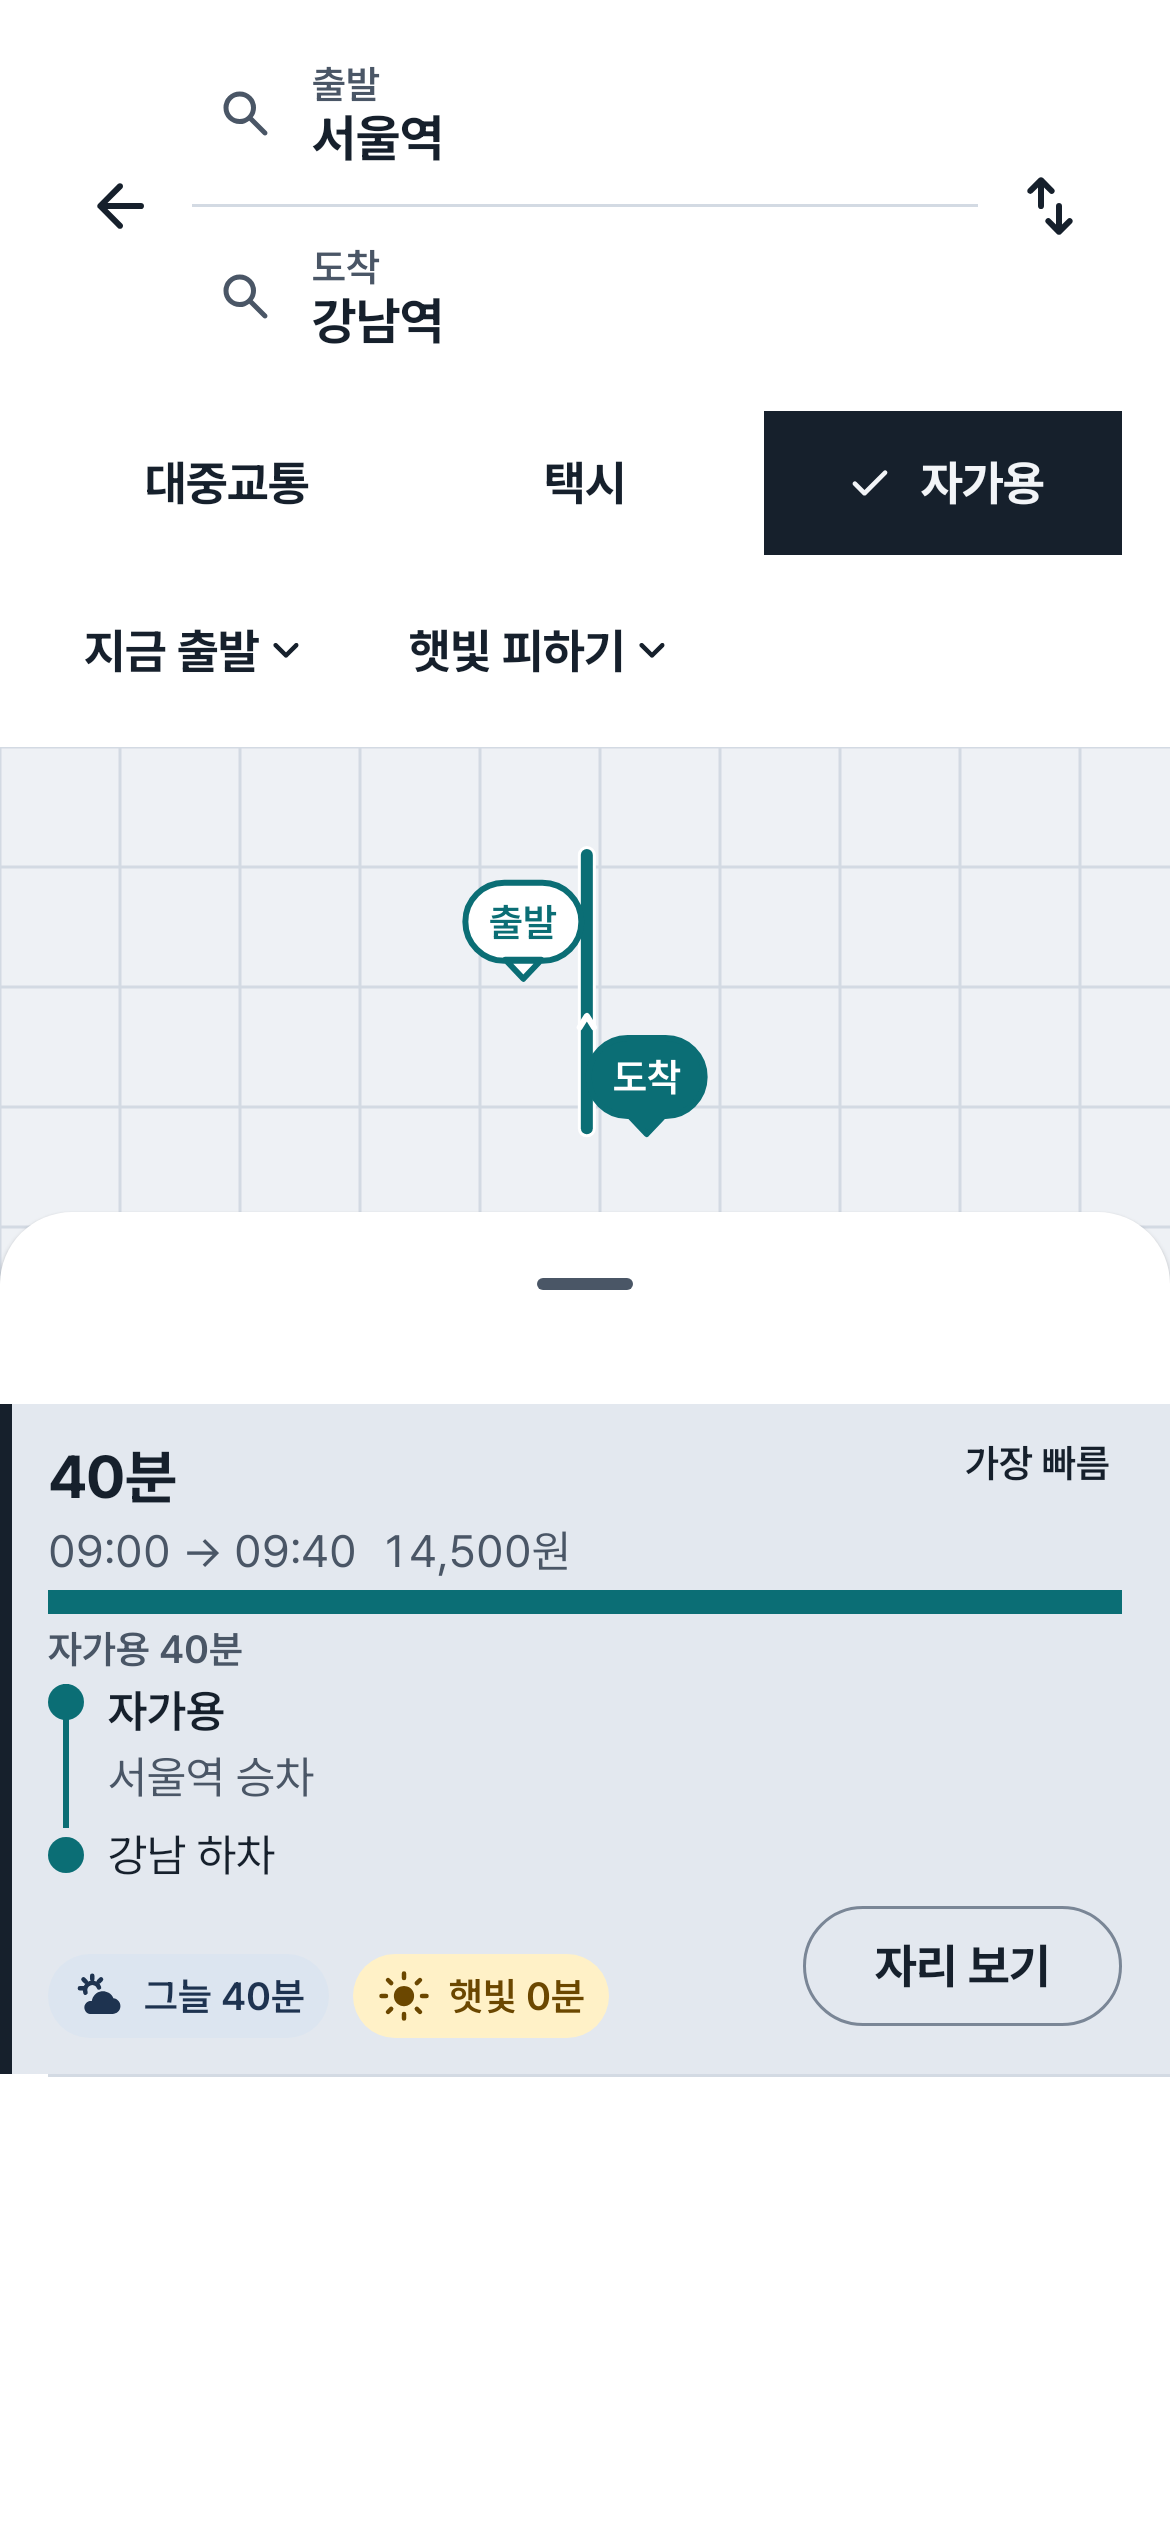 출발
서울역
도착
강남역
대중교통
택시
자가용
지금 출발
햇빛 피하기
출발
도착
40분
가장 빠름
09:00 → 09:40 14,500원
자가용 40분
자가용
서울역 승차
강남 하차
그늘 40분
햇빛 0분
자리 보기